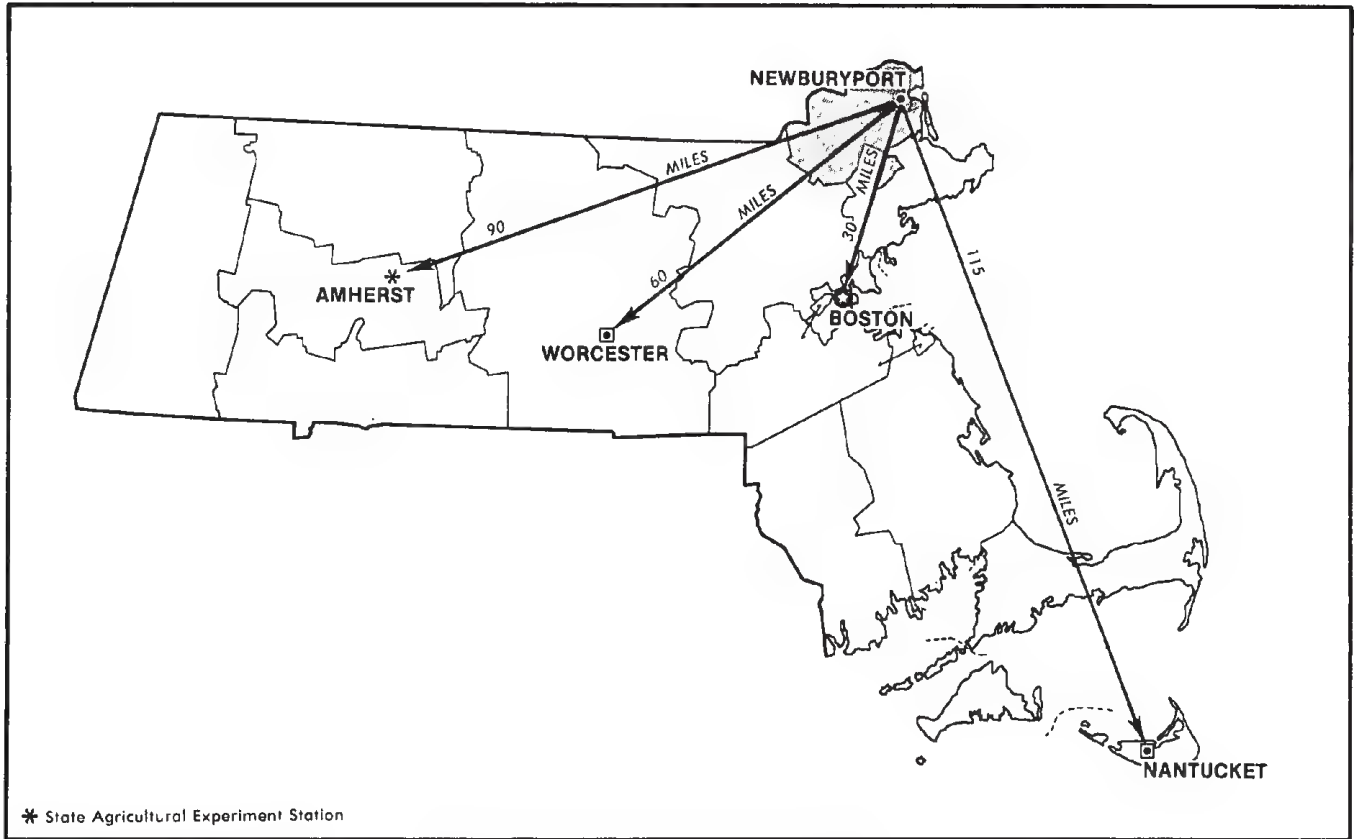 NEWBURYPORT
MILES
90
MILES
60
MILES
30
115
MILES
AMHERST
WORCESTER
BOSTON
NANTUCKET
* State Agricultural Experiment Station